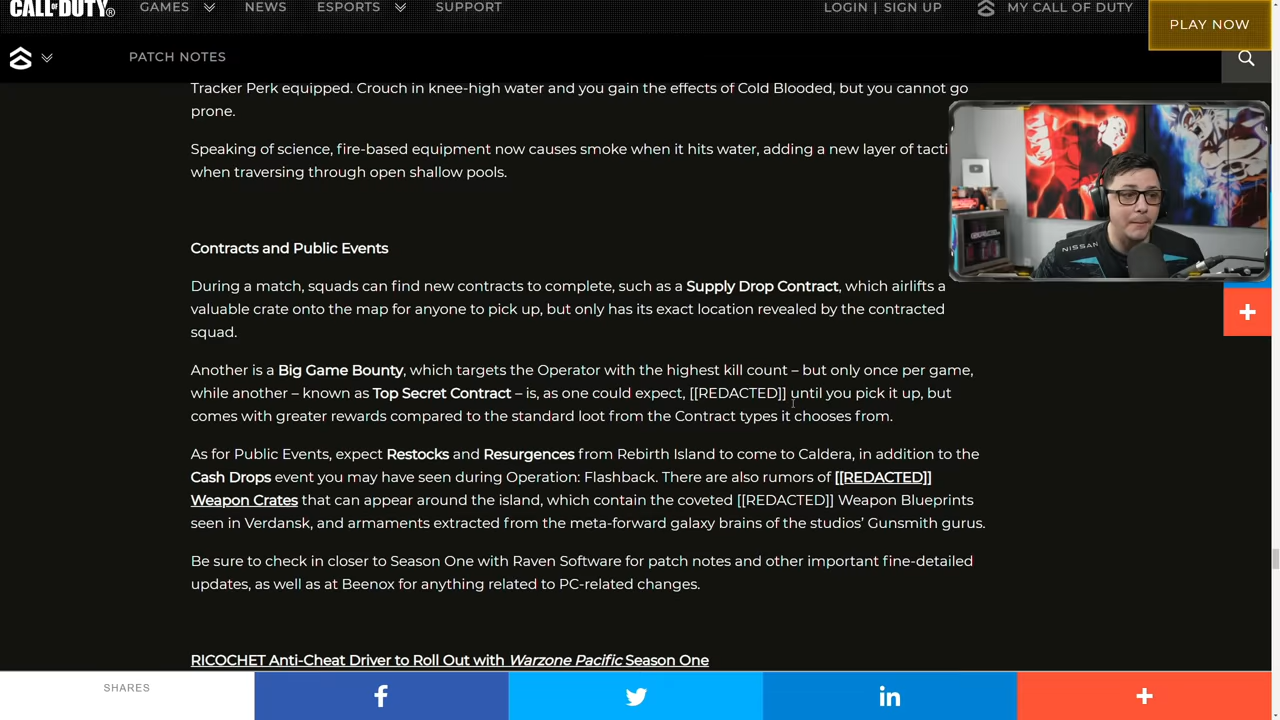 CALL OF DUTY®
GAMES
NEWS
ESPORTS
SUPPORT
LOGIN | SIGN UP
MY CALL OF DUTY
PLAY NOW
PATCH NOTES
Tracker Perk equipped. Crouch in knee-high water and you gain the effects of Cold Blooded, but you cannot go
prone.
Speaking of science, fire-based equipment now causes smoke when it hits water, adding a new layer of tacti
when traversing through open shallow pools.
Contracts and Public Events
During a match, squads can find new contracts to complete, such as a Supply Drop Contract, which airlifts a
valuable crate onto the map for anyone to pick up, but only has its exact location revealed by the contracted
squad.
Another is a Big Game Bounty, which targets the Operator with the highest kill count – but only once per game,
while another – known as Top Secret Contract – is, as one could expect, [[REDACTED]] until you pick it up, but
comes with greater rewards compared to the standard loot from the Contract types it chooses from.
As for Public Events, expect Restocks and Resurgences from Rebirth Island to come to Caldera, in addition to the
Cash Drops event you may have seen during Operation: Flashback. There are also rumors of [[REDACTED]]
Weapon Crates that can appear around the island, which contain the coveted [[REDACTED]] Weapon Blueprints
seen in Verdansk, and armaments extracted from the meta-forward galaxy brains of the studios' Gunsmith gurus.
Be sure to check in closer to Season One with Raven Software for patch notes and other important fine-detailed
updates, as well as at Beenox for anything related to PC-related changes.
RICOCHET Anti-Cheat Driver to Roll Out with Warzone Pacific Season One
SHARES
NISSAN